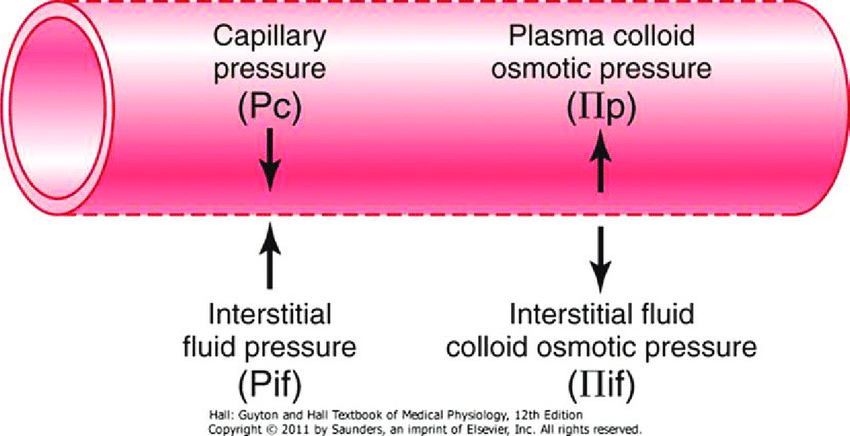 Capillary
pressure
(Pc)
Plasma colloid
osmotic pressure
(Πp)
Interstitial
fluid pressure
(Pif)
Interstitial fluid
colloid osmotic pressure
(Πif)
Hall: Guyton and Hall Textbook of Medical Physiology, 12th Edition
Copyright © 2011 by Saunders, an imprint of Elsevier, Inc. All rights reserved.